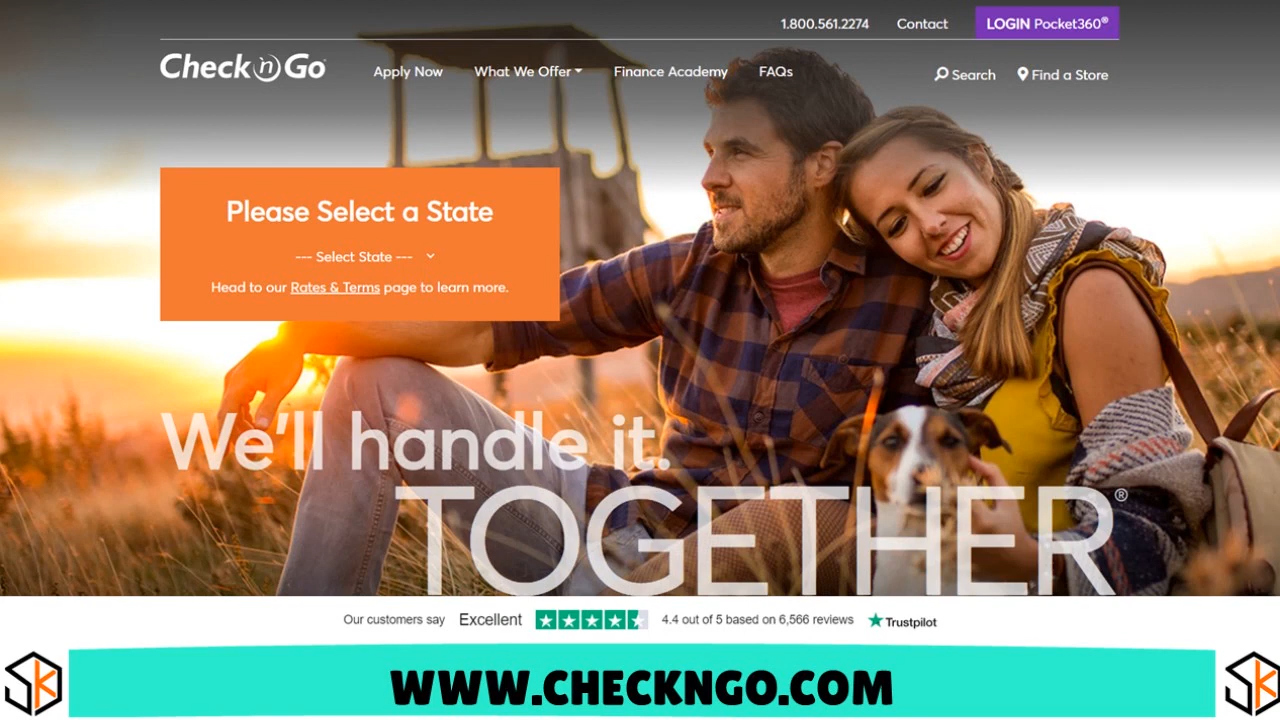 1.800.561.2274 Contact LOGIN Pocket360®
Check 'n Go Apply Now What We Offer Finance Academy FAQs Search Find a Store
Please Select a State
--- Select State ---
Head to our Rates & Terms page to learn more.
We'll handle it.
TOGETHER®
Our customers say Excellent 4.4 out of 5 based on 6,566 reviews Trustpilot
SK WWW.CHECKNGO.COM SK